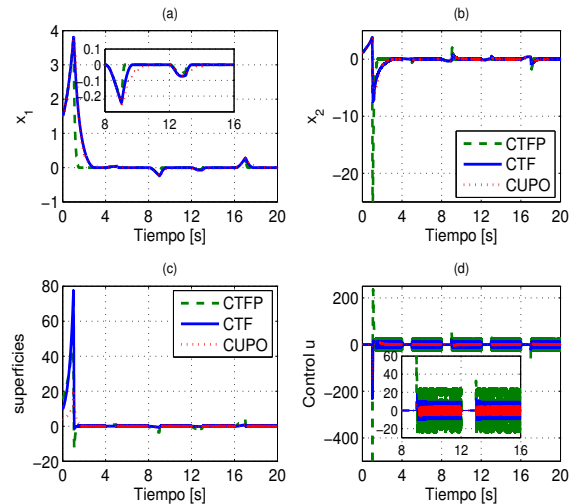 (a)
4
3
2
1
0
-1
x1
0.1
0
-0.1
-0.2
8
12
16
0 4 8 12 16 20
Tiempo [s]
(b)
0
-10
-20
x2
CTFP
CTF
CUPO
0 4 8 12 16 20
Tiempo [s]
(c)
80
60
40
20
0
-20
superficies
CTFP
CTF
CUPO
0 4 8 12 16 20
Tiempo [s]
(d)
200
0
-200
-400
Control u
60
40
20
0
-20
8
12
16
0 4 8 12 16 20
Tiempo [s]